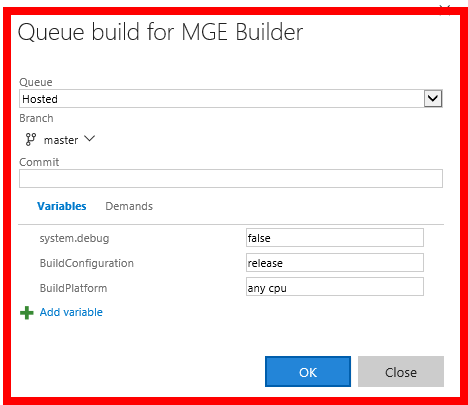 Queue build for MGE Builder
Queue
Hosted
Branch
master
Commit
Variables Demands
system.debug false
BuildConfiguration release
BuildPlatform any cpu
Add variable
OK Close